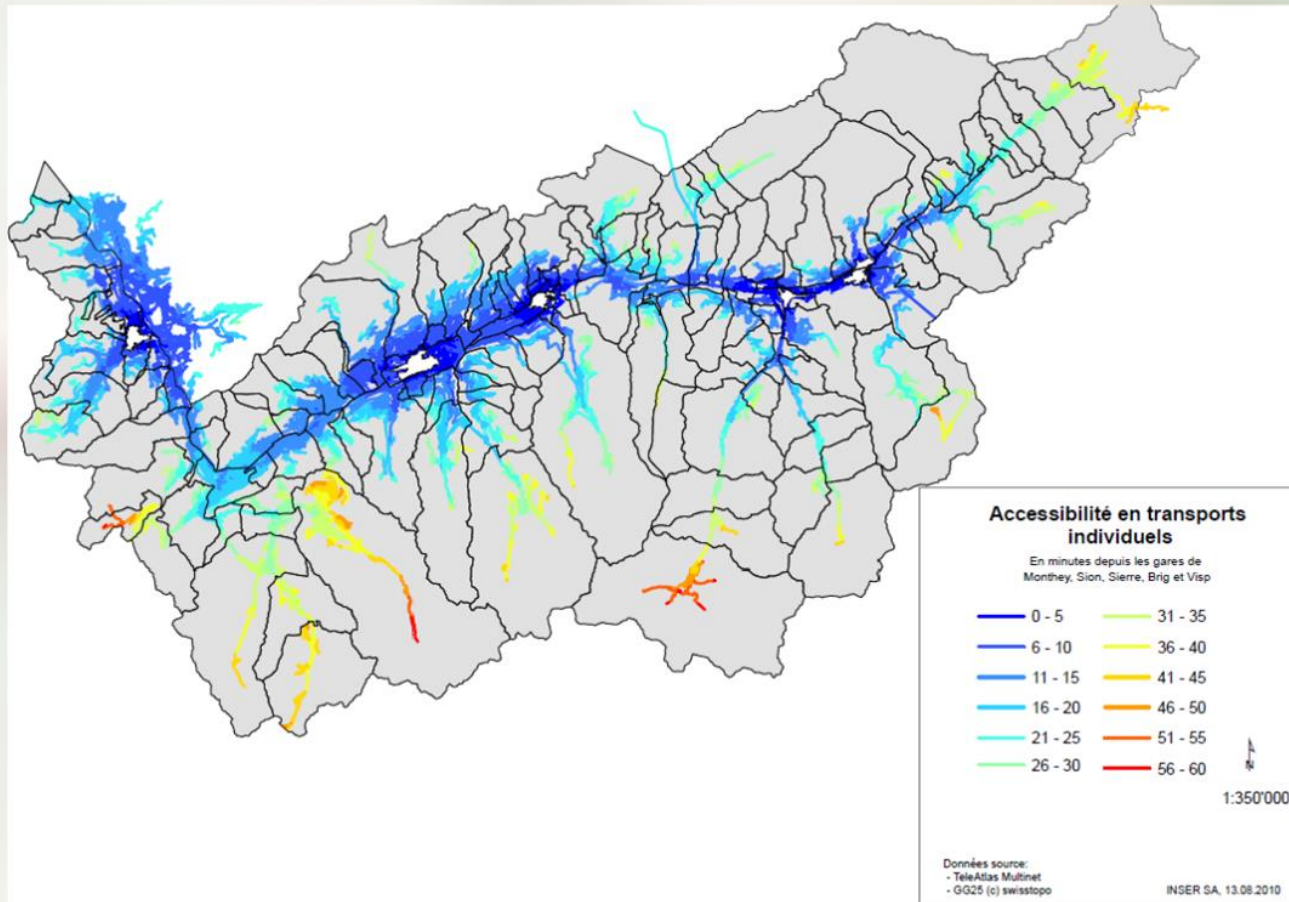 Accessibilité en transports
individuels
En minutes depuis les gares de
Monthey, Sion, Sierre, Brig et Visp
0 - 5
6 - 10
11 - 15
16 - 20
21 - 25
26 - 30
31 - 35
36 - 40
41 - 45
46 - 50
51 - 55
56 - 60
N
1:350'000
Données source:
- TeleAtlas Multinet
- GG25 (c) swisstopo
INSER SA, 13.08.2010